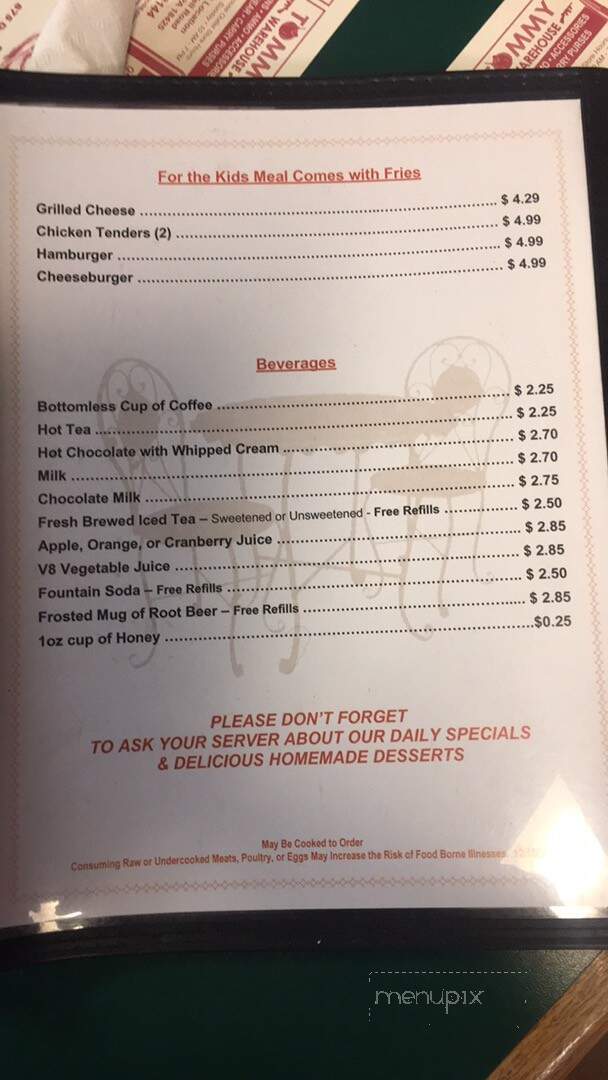 TOMMY
WAREHOUSE
AMMO • ACCESSORIES
CARRY PURSES
For the Kids Meal Comes with Fries
Grilled Cheese $ 4.29
Chicken Tenders (2) $ 4.99
Hamburger $ 4.99
Cheeseburger $ 4.99
Beverages
Bottomless Cup of Coffee $ 2.25
Hot Tea $ 2.25
Hot Chocolate with Whipped Cream $ 2.70
Milk $ 2.70
Chocolate Milk $ 2.75
Fresh Brewed Iced Tea – Sweetened or Unsweetened - Free Refills $ 2.50
Apple, Orange, or Cranberry Juice $ 2.85
V8 Vegetable Juice $ 2.85
Fountain Soda – Free Refills $ 2.50
Frosted Mug of Root Beer – Free Refills $ 2.85
1oz cup of Honey $0.25
PLEASE DON'T FORGET
TO ASK YOUR SERVER ABOUT OUR DAILY SPECIALS
& DELICIOUS HOMEMADE DESSERTS
May Be Cooked to Order
Consuming Raw or Undercooked Meats, Poultry, or Eggs May Increase the Risk of Food Borne Illnesses.
menupix